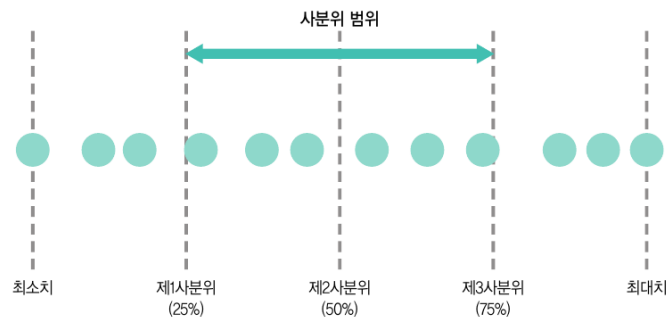 사분위 범위
최소치
제1사분위
(25%)
제2사분위
(50%)
제3사분위
(75%)
최대치